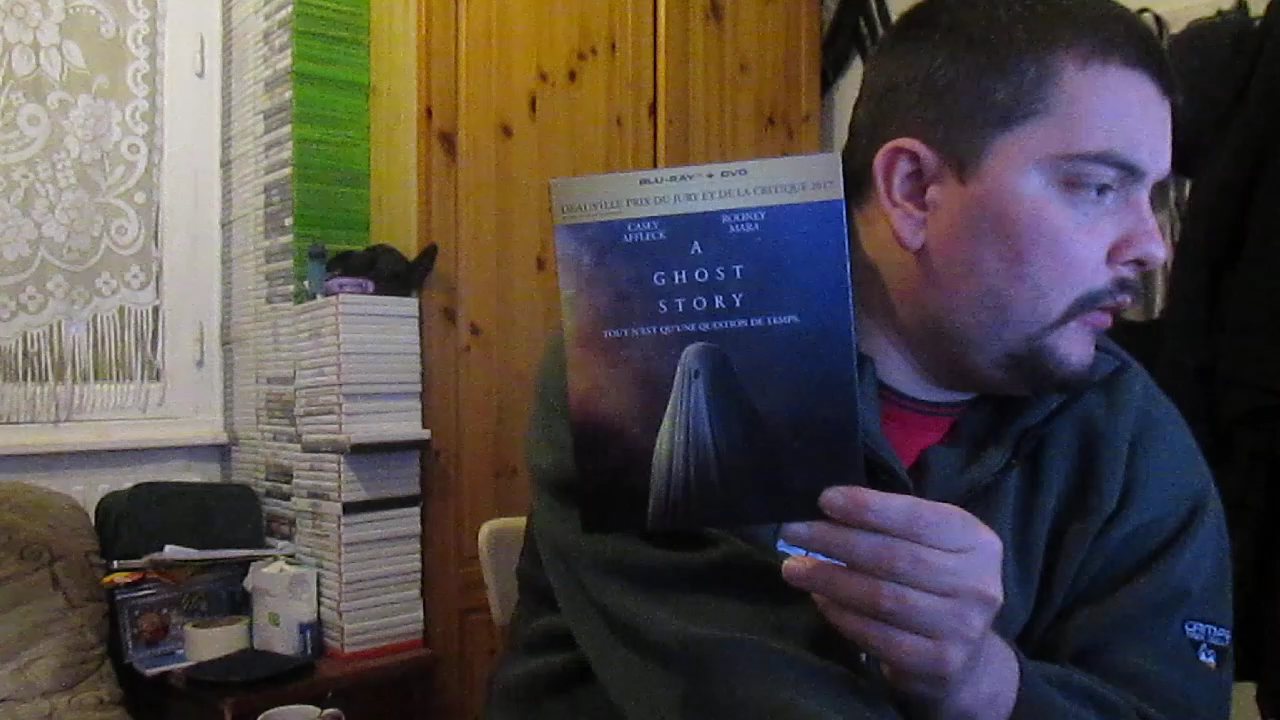 BLU-RAY™ + DVD
DEAUVILLE PRIX DU JURY ET DE LA CRITIQUE 2017
CASEY AFFLECK
ROONEY MARA
A
GHOST
STORY
TOUT N'EST QU'UNE QUESTION DE TEMPS.